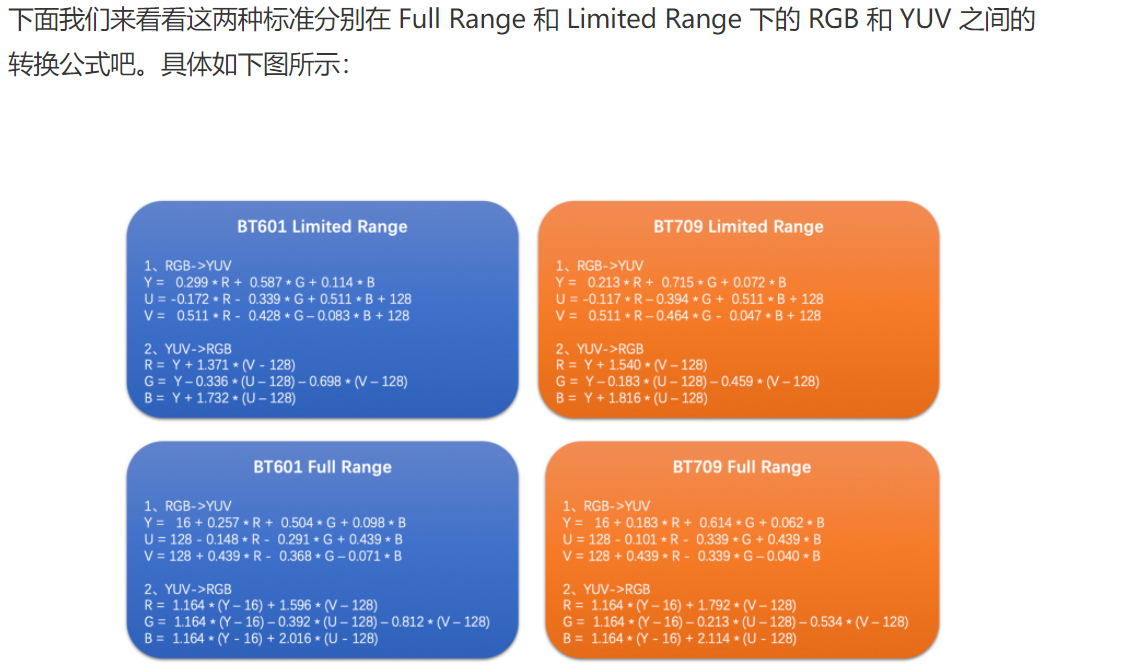 下面我们来看看这两种标准分别在 Full Range 和 Limited Range 下的 RGB 和 YUV 之间的
转换公式吧。具体如下图所示：
BT601 Limited Range
1、RGB->YUV
Y = 0.299 * R + 0.587 * G + 0.114 * B
U = -0.172 * R - 0.339 * G + 0.511 * B + 128
V = 0.511 * R - 0.428 * G – 0.083 * B + 128
2、YUV->RGB
R = Y + 1.371 * (V - 128)
G = Y – 0.336 * (U – 128) – 0.698 * (V – 128)
B = Y + 1.732 * (U – 128)
BT709 Limited Range
1、RGB->YUV
Y = 0.213 * R + 0.715 * G + 0.072 * B
U = -0.117 * R – 0.394 * G + 0.511 * B + 128
V = 0.511 * R – 0.464 * G - 0.047 * B + 128
2、YUV->RGB
R = Y + 1.540 * (V – 128)
G = Y – 0.183 * (U – 128) – 0.459 * (V – 128)
B = Y + 1.816 * (U – 128)
BT601 Full Range
1、RGB->YUV
Y = 16 + 0.257 * R + 0.504 * G + 0.098 * B
U = 128 - 0.148 * R - 0.291 * G + 0.439 * B
V = 128 + 0.439 * R - 0.368 * G – 0.071 * B
2、YUV->RGB
R = 1.164 * (Y – 16) + 1.596 * (V – 128)
G = 1.164 * (Y – 16) – 0.392 * (U – 128) – 0.812 * (V – 128)
B = 1.164 * (Y - 16) + 2.016 * (U - 128)
BT709 Full Range
1、RGB->YUV
Y = 16 + 0.183 * R + 0.614 * G + 0.062 * B
U = 128 - 0.101 * R - 0.339 * G + 0.439 * B
V = 128 + 0.439 * R - 0.339 * G – 0.040 * B
2、YUV->RGB
R = 1.164 * (Y – 16) + 1.792 * (V – 128)
G = 1.164 * (Y – 16) – 0.213 * (U – 128) – 0.534 * (V – 128)
B = 1.164 * (Y - 16) + 2.114 * (U - 128)